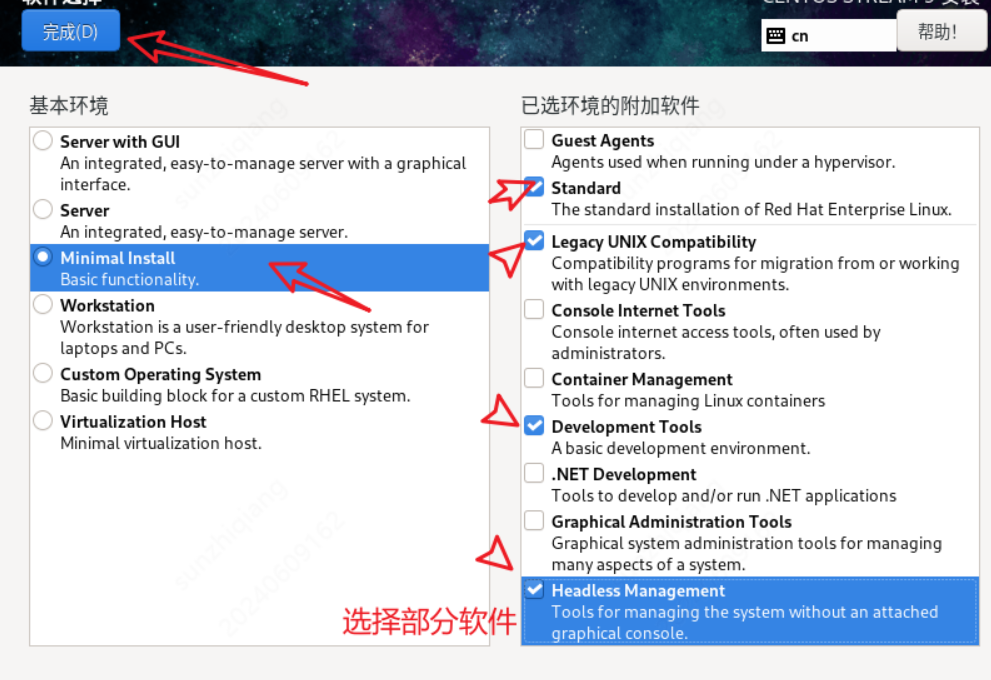 软件选择
CENTOS STREAM 9 安装
完成(D)
cn
帮助!
基本环境
Server with GUI
An integrated, easy-to-manage server with a graphical
interface.
Server
An integrated, easy-to-manage server.
Minimal Install
Basic functionality.
Workstation
Workstation is a user-friendly desktop system for
laptops and PCs.
Custom Operating System
Basic building block for a custom RHEL system.
Virtualization Host
Minimal virtualization host.
已选环境的附加软件
Guest Agents
Agents used when running under a hypervisor.
Standard
The standard installation of Red Hat Enterprise Linux.
Legacy UNIX Compatibility
Compatibility programs for migration from or working
with legacy UNIX environments.
Console Internet Tools
Console internet access tools, often used by
administrators.
Container Management
Tools for managing Linux containers
Development Tools
A basic development environment.
.NET Development
Tools to develop and/or run .NET applications
Graphical Administration Tools
Graphical system administration tools for managing
many aspects of a system.
Headless Management
Tools for managing the system without an attached
graphical console.
选择部分软件
sunzhiqiang
20240609162